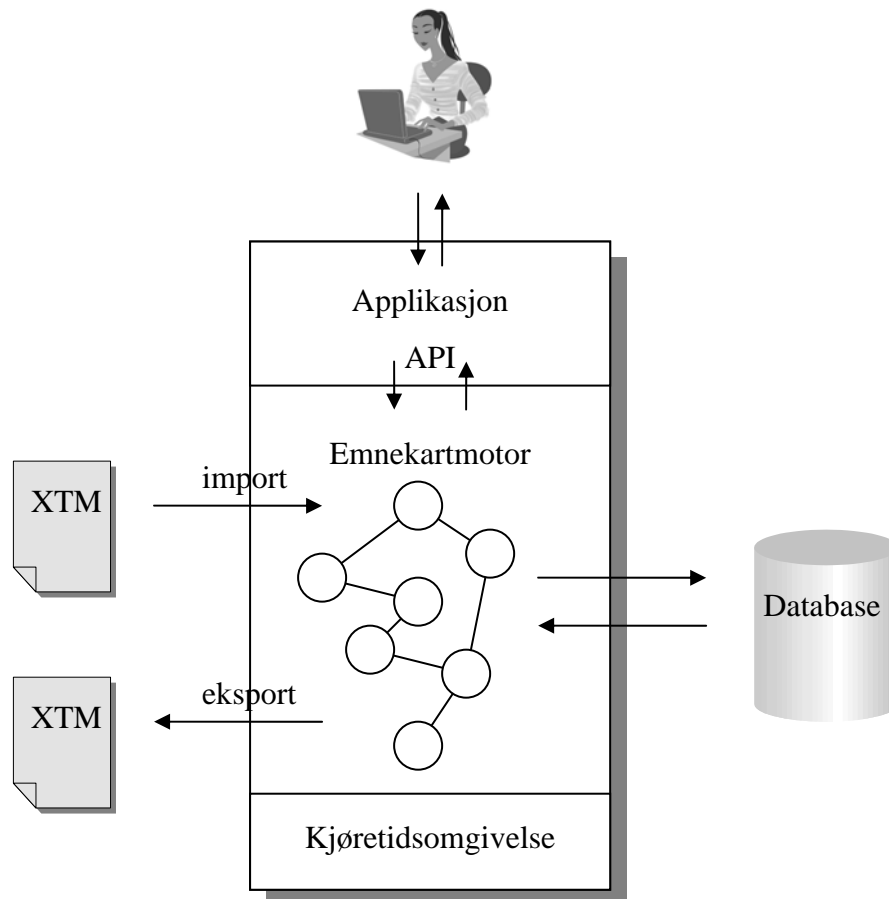 Applikasjon
API
Emnekartmotor
import
XTM
Database
eksport
XTM
Kjøretidsomgivelse